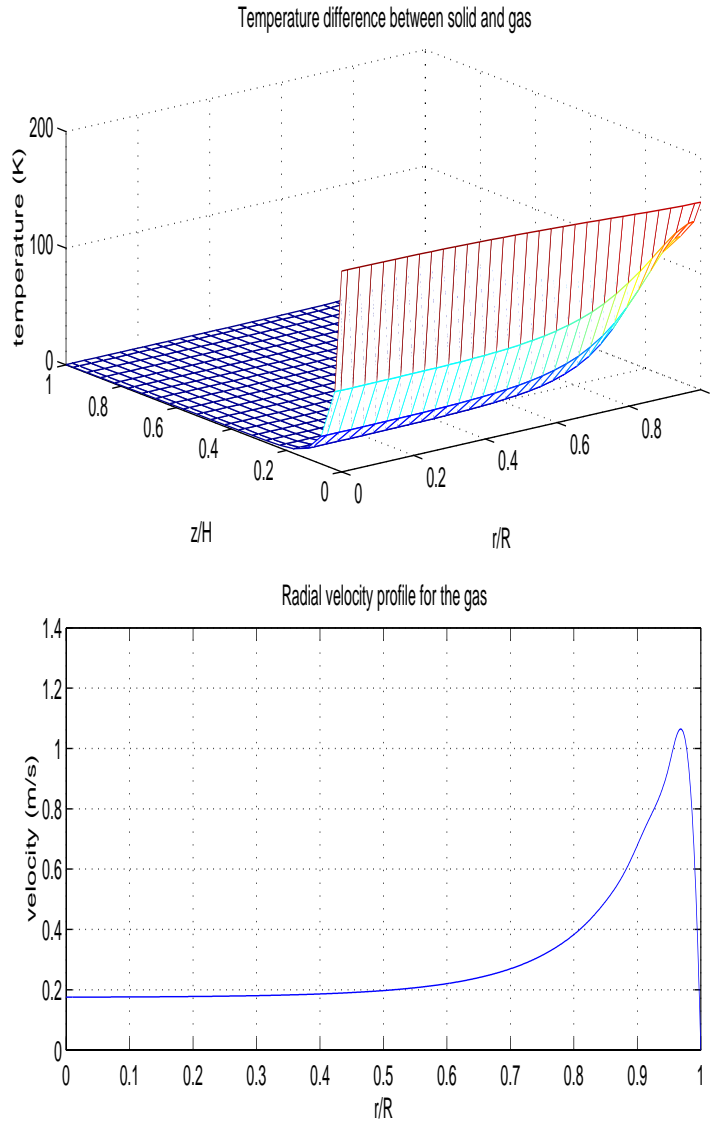 Temperature difference between solid and gas
200
100
0
temperature (K)
1
0.8
0.6
0.4
0.2
0
0
0.2
0.4
0.6
0.8
z/H
r/R
Radial velocity profile for the gas
1.4
1.2
1
0.8
0.6
0.4
0.2
0
velocity (m/s)
0 0.1 0.2 0.3 0.4 0.5 0.6 0.7 0.8 0.9 1
r/R